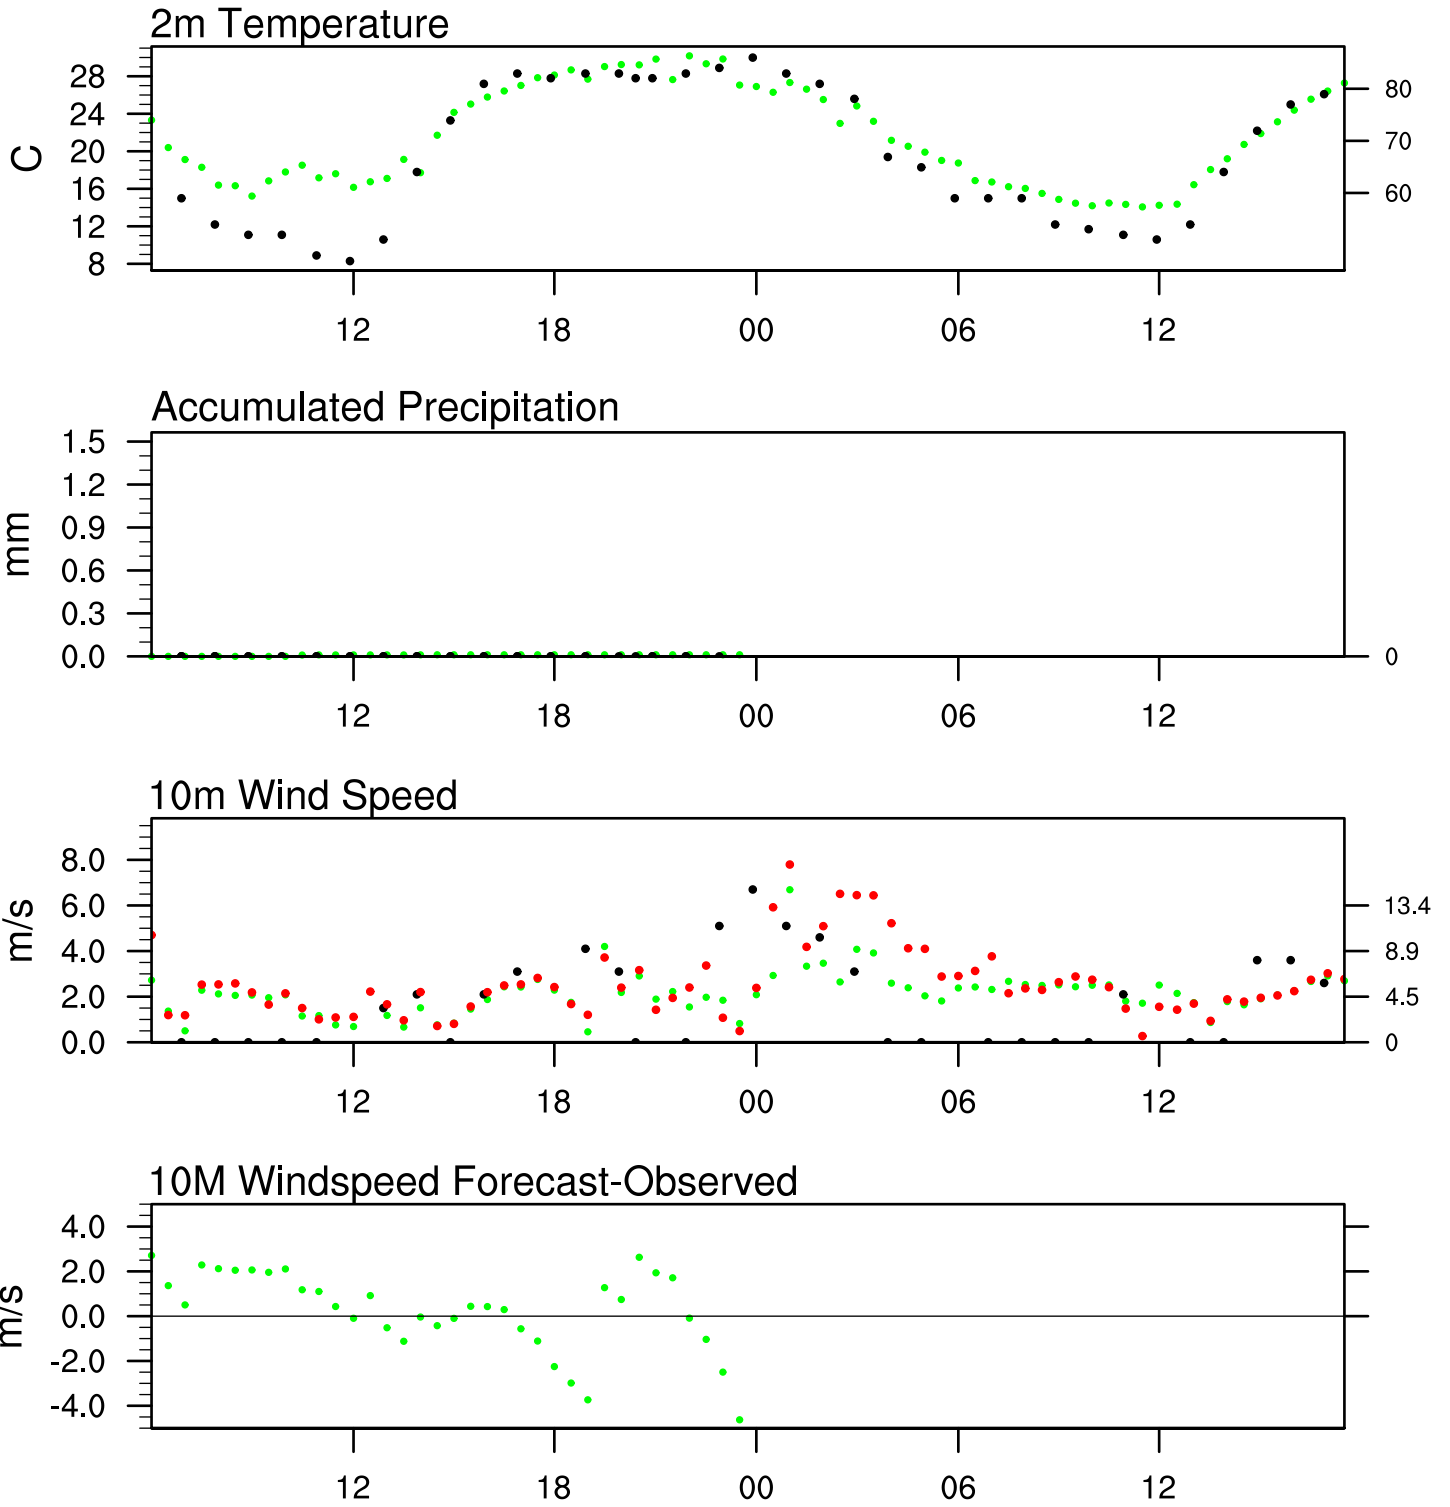 2m Temperature
28
24
20
16
12
8
C
80
70
60
12 18 00 06 12
Accumulated Precipitation
1.5
1.2
0.9
0.6
0.3
0.0
mm
0
12 18 00 06 12
10m Wind Speed
8.0
6.0
4.0
2.0
0.0
m/s
13.4
8.9
4.5
0
12 18 00 06 12
10M Windspeed Forecast-Observed
4.0
2.0
0.0
-2.0
-4.0
m/s
12 18 00 06 12